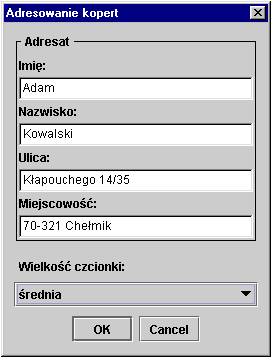 Adresowanie kopert
Adresat
Imię:
Adam
Nazwisko:
Kowalski
Ulica:
Kłapouchego 14/35
Miejscowość:
70-321 Chełmik
Wielkość czcionki:
średnia
OK Cancel